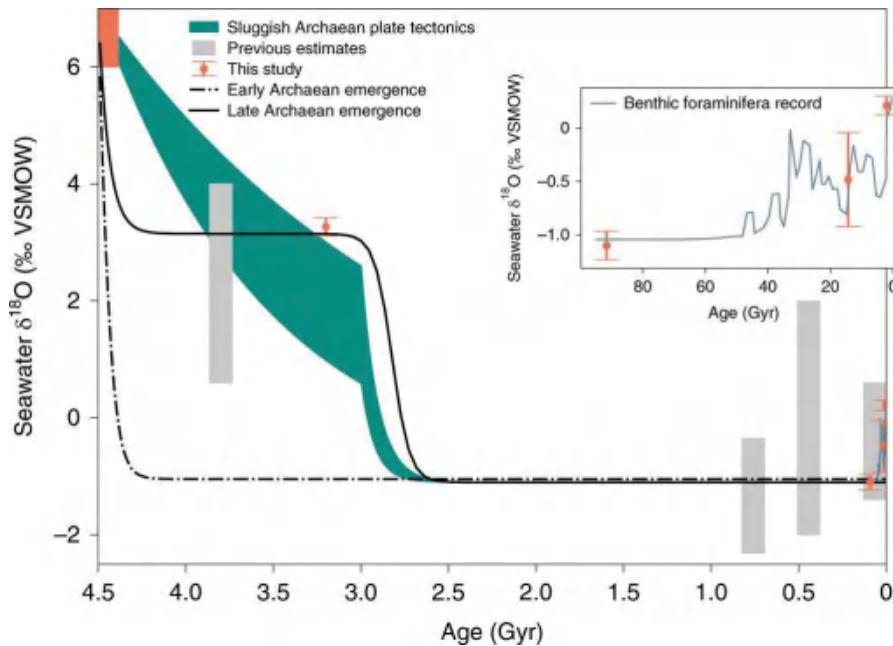 Sluggish Archaean plate tectonics
Previous estimates
This study
Early Archaean emergence
Late Archaean emergence
Seawater δ18O (‰ VSMOW)
6
4
2
0
−2
4.5 4.0 3.5 3.0 2.5 2.0 1.5 1.0 0.5 0
Age (Gyr)
Benthic foraminifera record
Seawater δ18O (‰ VSMOW)
0
−0.5
−1.0
80 60 40 20 0
Age (Gyr)